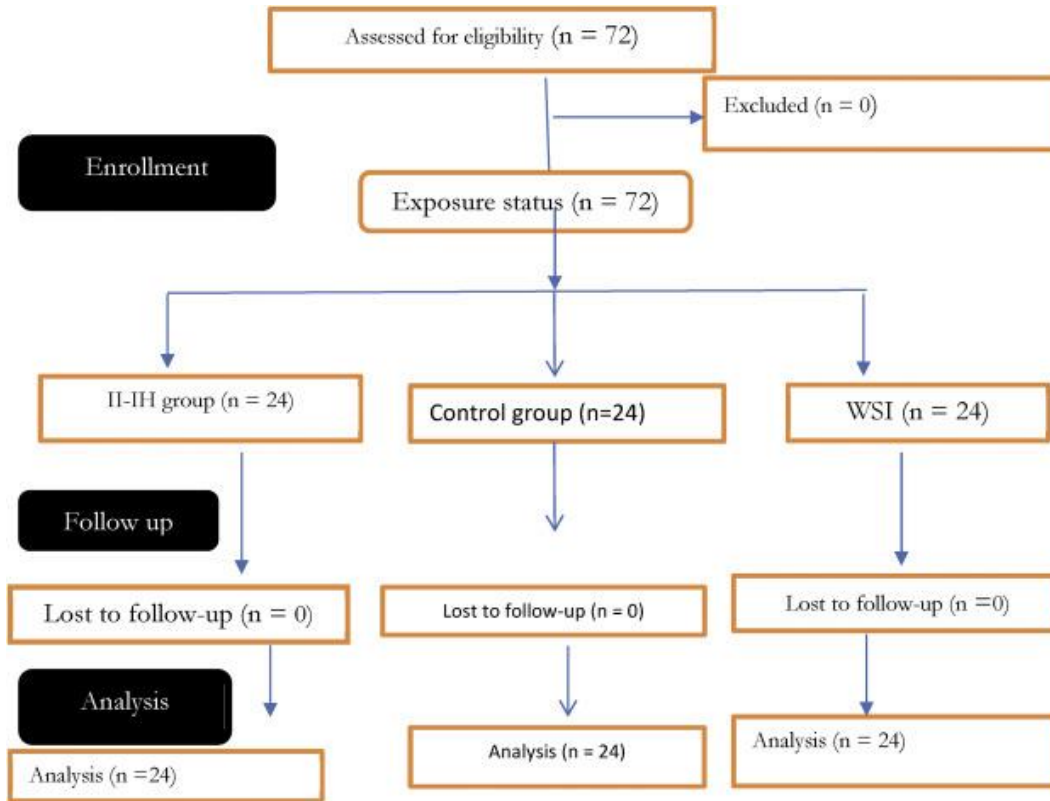 Assessed for eligibility (n = 72)
Excluded (n = 0)
Enrollment
Exposure status (n = 72)
II-IH group (n = 24)
Control group (n=24)
WSI (n = 24)
Follow up
Lost to follow-up (n = 0)
Lost to follow-up (n = 0)
Lost to follow-up (n =0)
Analysis
Analysis (n =24)
Analysis (n = 24)
Analysis (n = 24)